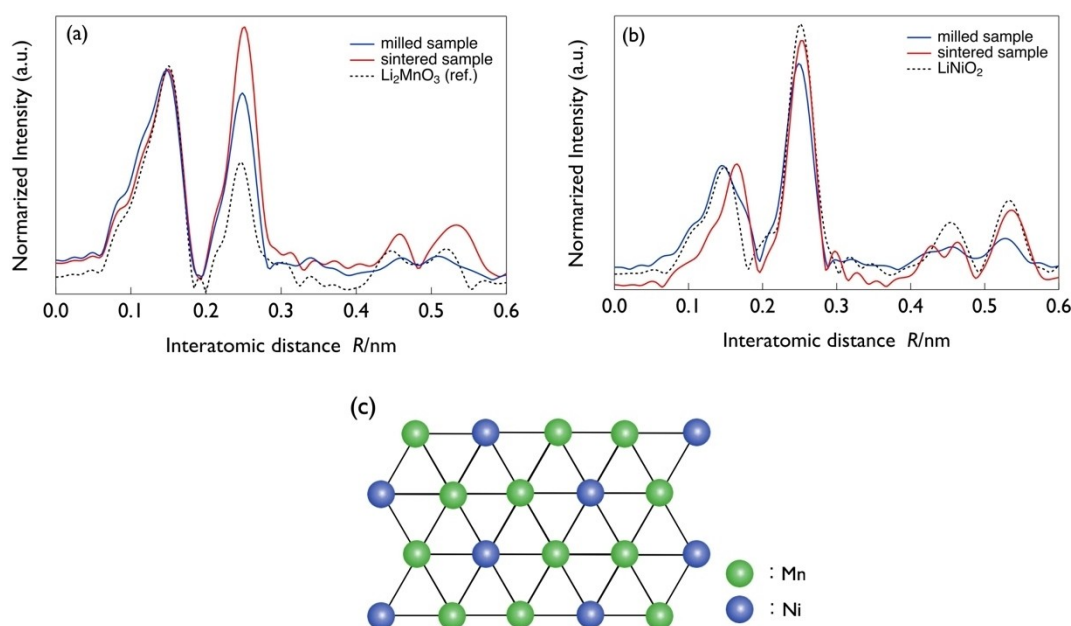 (a)
milled sample
sintered sample
Li₂MnO₃ (ref.)
Normalized Intensity (a.u.)
0.0 0.1 0.2 0.3 0.4 0.5 0.6
Interatomic distance R/nm
(b)
milled sample
sintered sample
LiNiO₂
Normalized Intensity (a.u.)
0.0 0.1 0.2 0.3 0.4 0.5 0.6
Interatomic distance R/nm
(c)
: Mn
: Ni